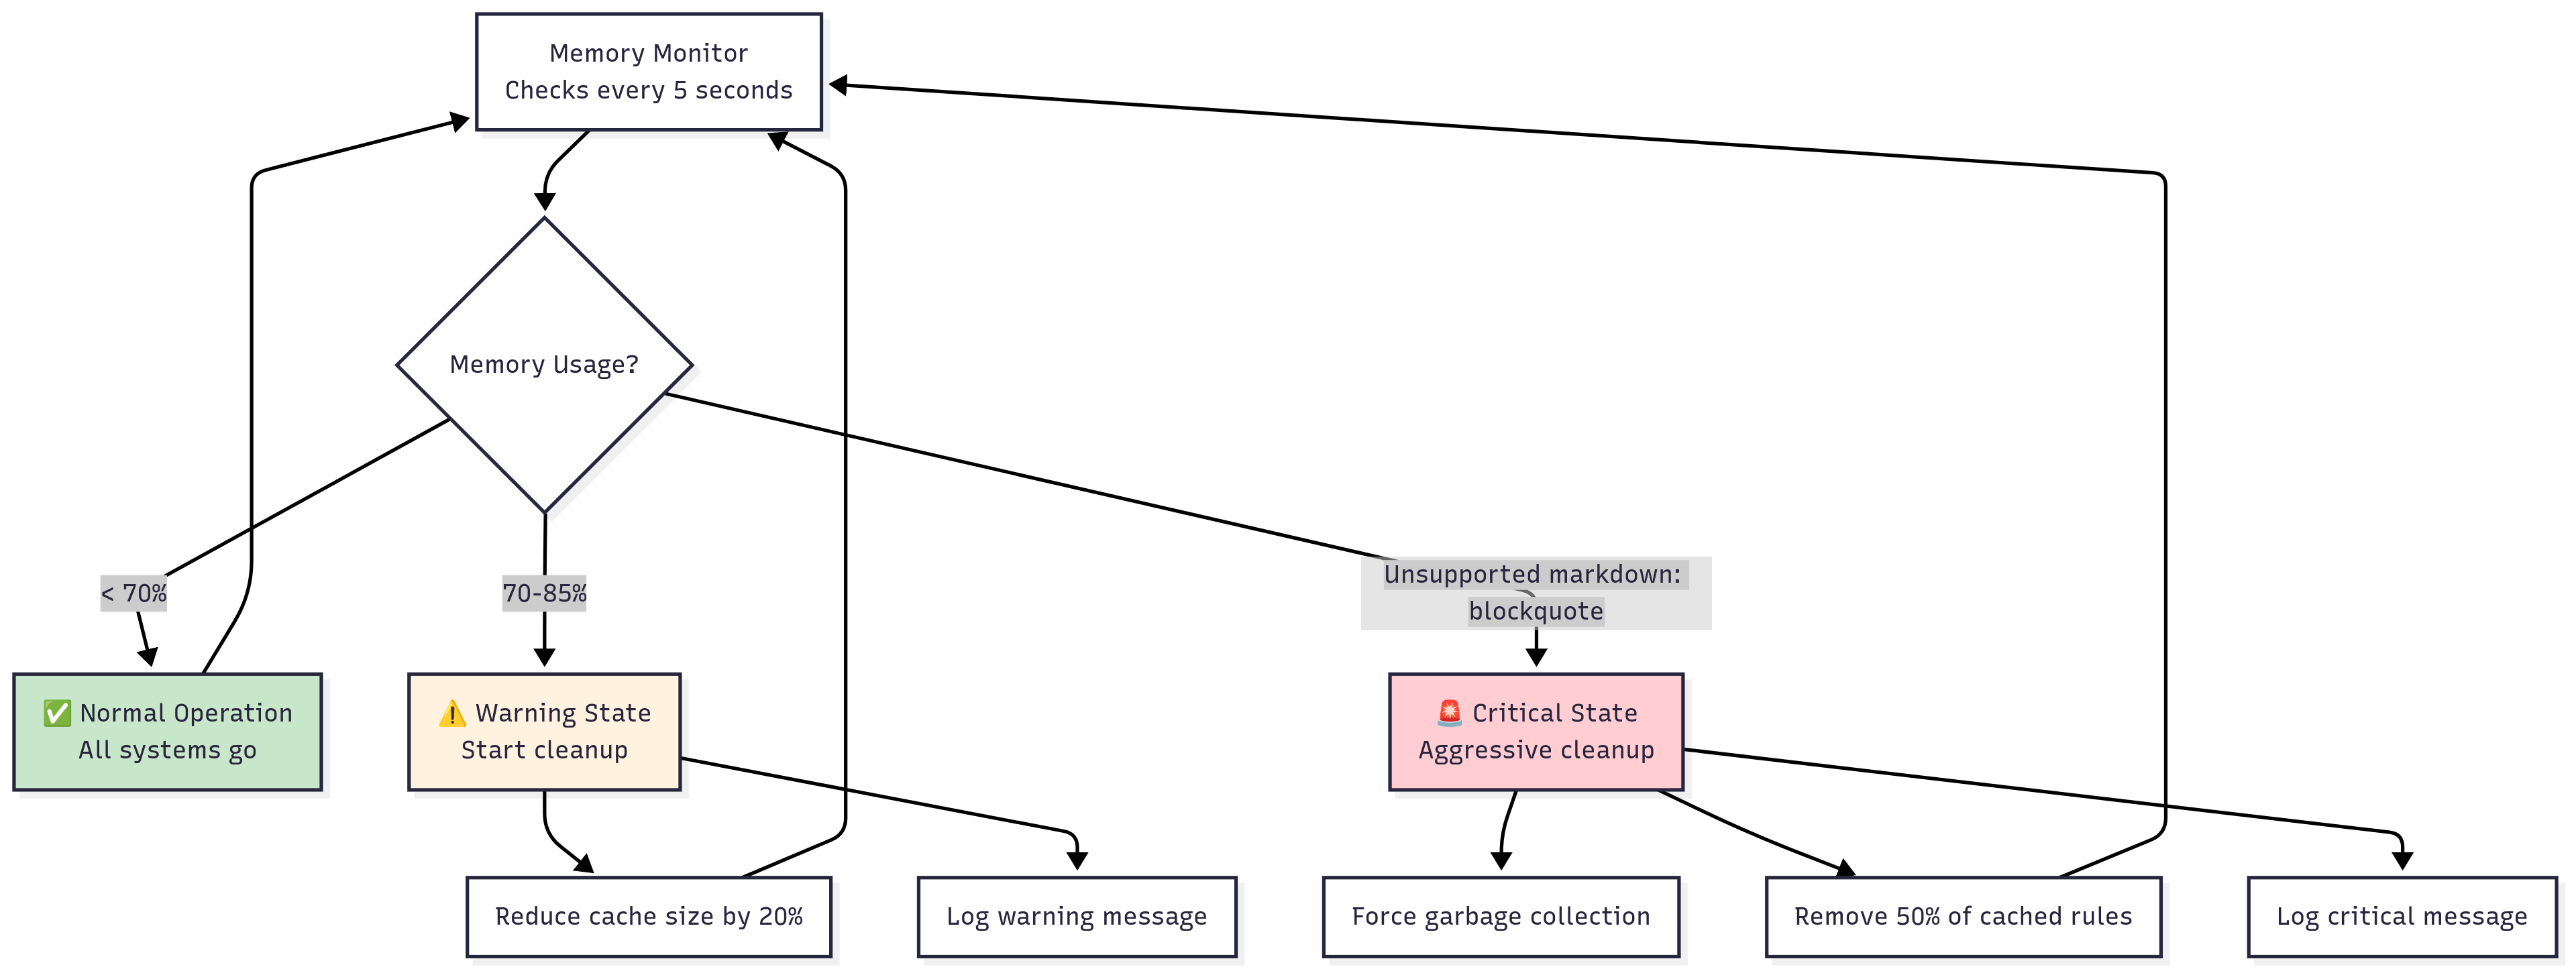 Memory Monitor
Checks every 5 seconds
Memory Usage?
< 70%
70-85%
Unsupported markdown:
blockquote
✅ Normal Operation
All systems go
⚠️ Warning State
Start cleanup
🚨 Critical State
Aggressive cleanup
Reduce cache size by 20%
Log warning message
Force garbage collection
Remove 50% of cached rules
Log critical message